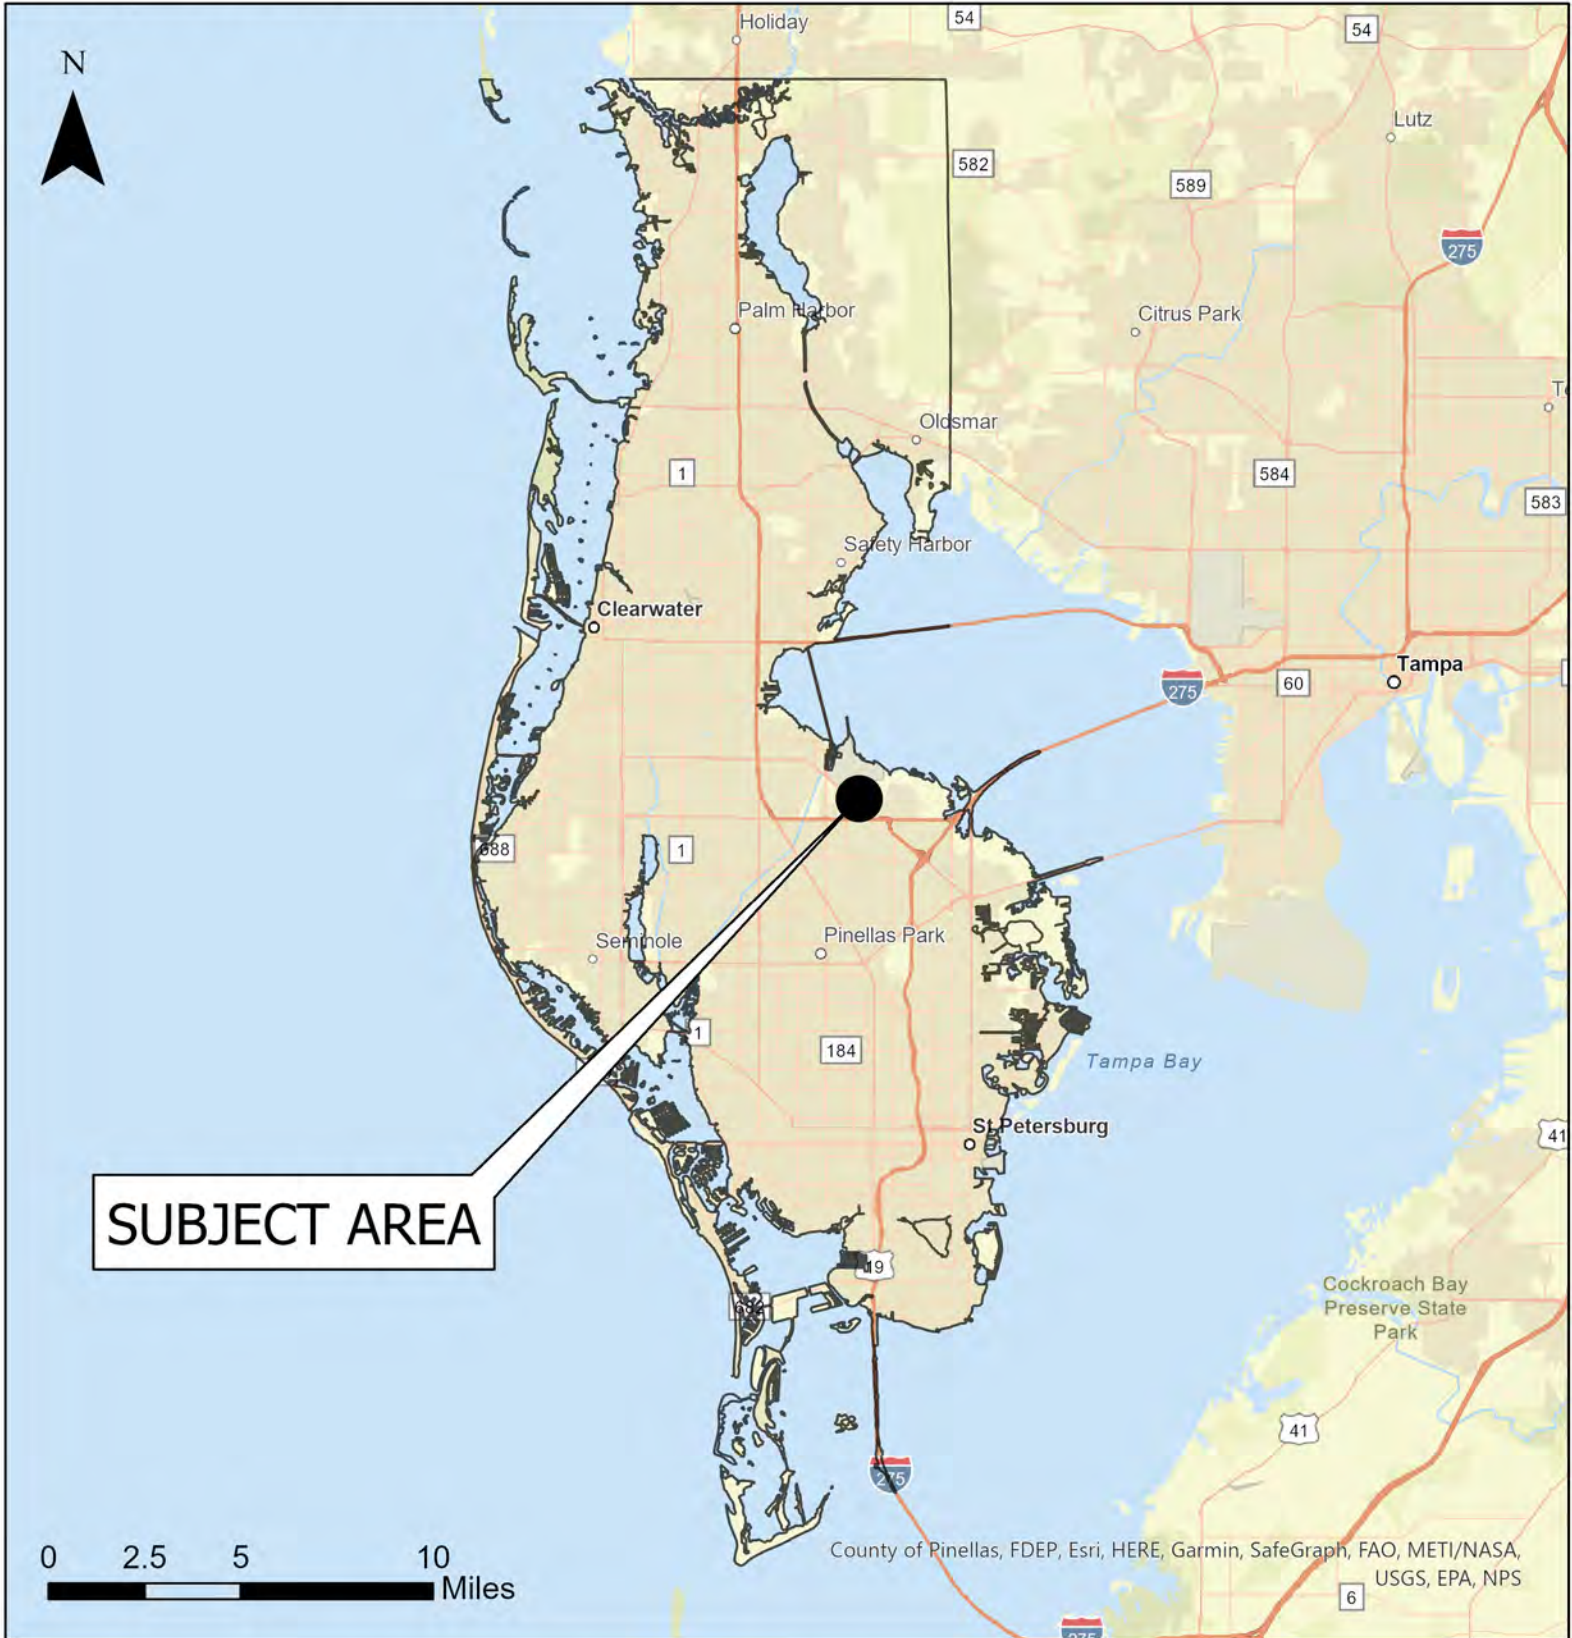 Holiday
54
54
N
Lutz
582
589
275
Palm Harbor
Citrus Park
Oldsmar
1
584
583
Safety Harbor
Clearwater
Tampa
275
60
688
1
Seminole
Pinellas Park
1
184
Tampa Bay
St Petersburg
41
SUBJECT AREA
19
682
Cockroach Bay
Preserve State
Park
41
275
0 2.5 5 10
Miles
County of Pinellas, FDEP, Esri, HERE, Garmin, SafeGraph, FAO, METI/NASA,
USGS, EPA, NPS
6
275